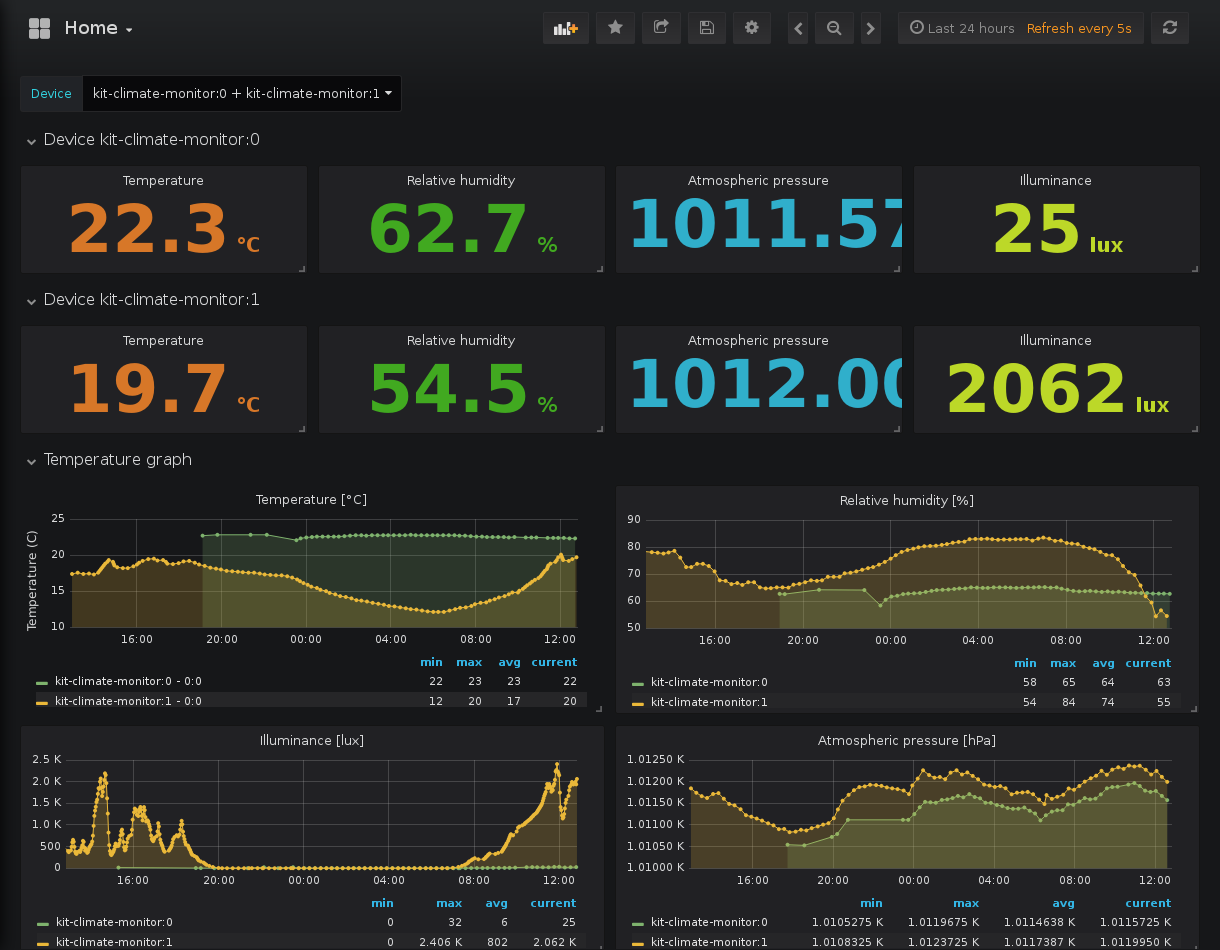 Home
Last 24 hours Refresh every 5s
Device kit-climate-monitor:0 + kit-climate-monitor:1
Device kit-climate-monitor:0
Temperature Relative humidity Atmospheric pressure Illuminance
22.3 °C 62.7 % 1011.57 25 lux
Device kit-climate-monitor:1
Temperature Relative humidity Atmospheric pressure Illuminance
19.7 °C 54.5 % 1012.00 2062 lux
Temperature graph
Temperature [°C]
Temperature (C)
25
20
15
10
16:00 20:00 00:00 04:00 08:00 12:00
min max avg current
kit-climate-monitor:0 - 0:0 22 23 23 22
kit-climate-monitor:1 - 0:0 12 20 17 20
Relative humidity [%]
90
80
70
60
50
16:00 20:00 00:00 04:00 08:00 12:00
min max avg current
kit-climate-monitor:0 58 65 64 63
kit-climate-monitor:1 54 84 74 55
Illuminance [lux]
2.5 K
2.0 K
1.5 K
1.0 K
500
0
16:00 20:00 00:00 04:00 08:00 12:00
min max avg current
kit-climate-monitor:0 0 32 6 25
kit-climate-monitor:1 0 2.406 K 802 2.062 K
Atmospheric pressure [hPa]
1.01250 K
1.01200 K
1.01150 K
1.01100 K
1.01050 K
1.01000 K
16:00 20:00 00:00 04:00 08:00 12:00
min max avg current
kit-climate-monitor:0 1.0105275 K 1.0119675 K 1.0114638 K 1.0115725 K
kit-climate-monitor:1 1.0108325 K 1.0123725 K 1.0117387 K 1.0119950 K